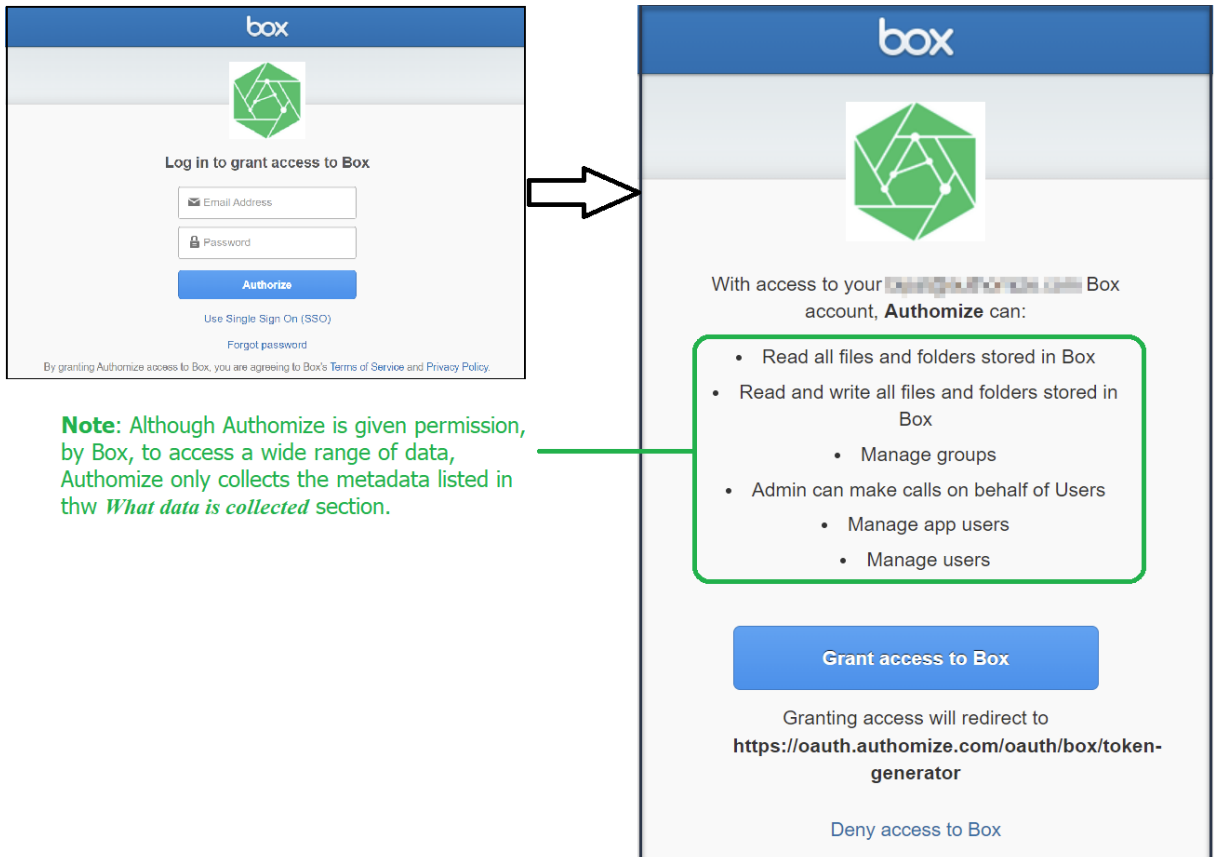 box
Log in to grant access to Box
Email Address
Password
Authorize
Use Single Sign On (SSO)
Forgot password
By granting Authomize access to Box, you are agreeing to Box's Terms of Service and Privacy Policy.
Note: Although Authomize is given permission,
by Box, to access a wide range of data,
Authomize only collects the metadata listed in
thw What data is collected section.
box
With access to your Box
account, Authomize can:
• Read all files and folders stored in Box
• Read and write all files and folders stored in
Box
• Manage groups
• Admin can make calls on behalf of Users
• Manage app users
• Manage users
Grant access to Box
Granting access will redirect to
https://oauth.authomize.com/oauth/box/token-
generator
Deny access to Box